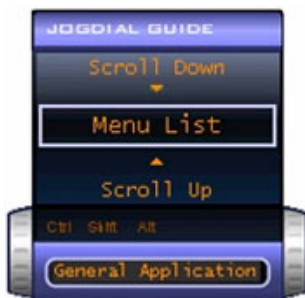 JOGDIAL GUIDE
Scroll Down
Menu List
Scroll Up
Ctrl Shift Alt
General Application